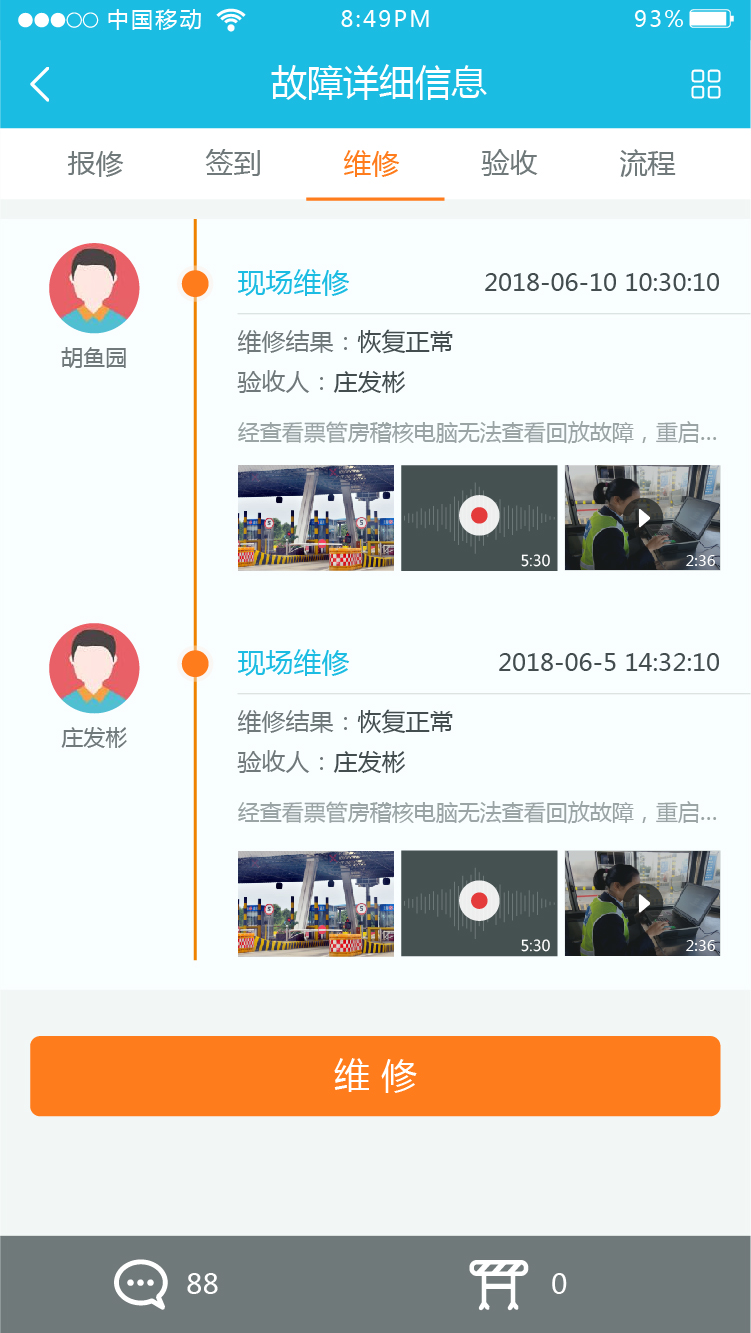 中国移动 8:49PM 93%
故障详细信息
报修 签到 维修 验收 流程
现场维修 2018-06-10 10:30:10
胡鱼园
维修结果：恢复正常
验收人：庄发彬
经查看票管房稽核电脑无法查看回放故障，重启...
5:30 2:36
现场维修 2018-06-5 14:32:10
庄发彬
维修结果：恢复正常
验收人：庄发彬
经查看票管房稽核电脑无法查看回放故障，重启...
5:30 2:36
维 修
88 0